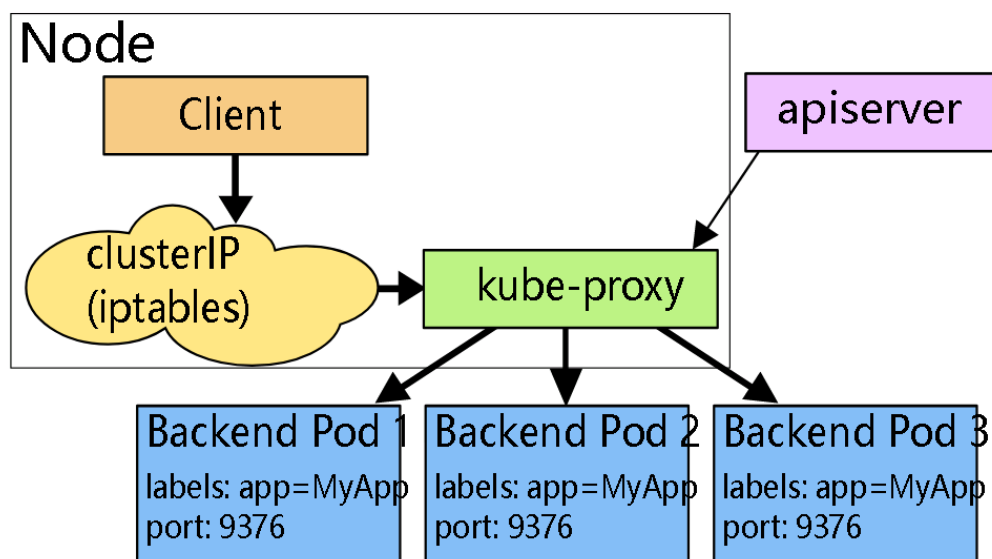 Node
Client
apiserver
clusterIP
(iptables)
kube-proxy
Backend Pod 1
labels: app=MyApp
port: 9376
Backend Pod 2
labels: app=MyApp
port: 9376
Backend Pod 3
labels: app=MyApp
port: 9376